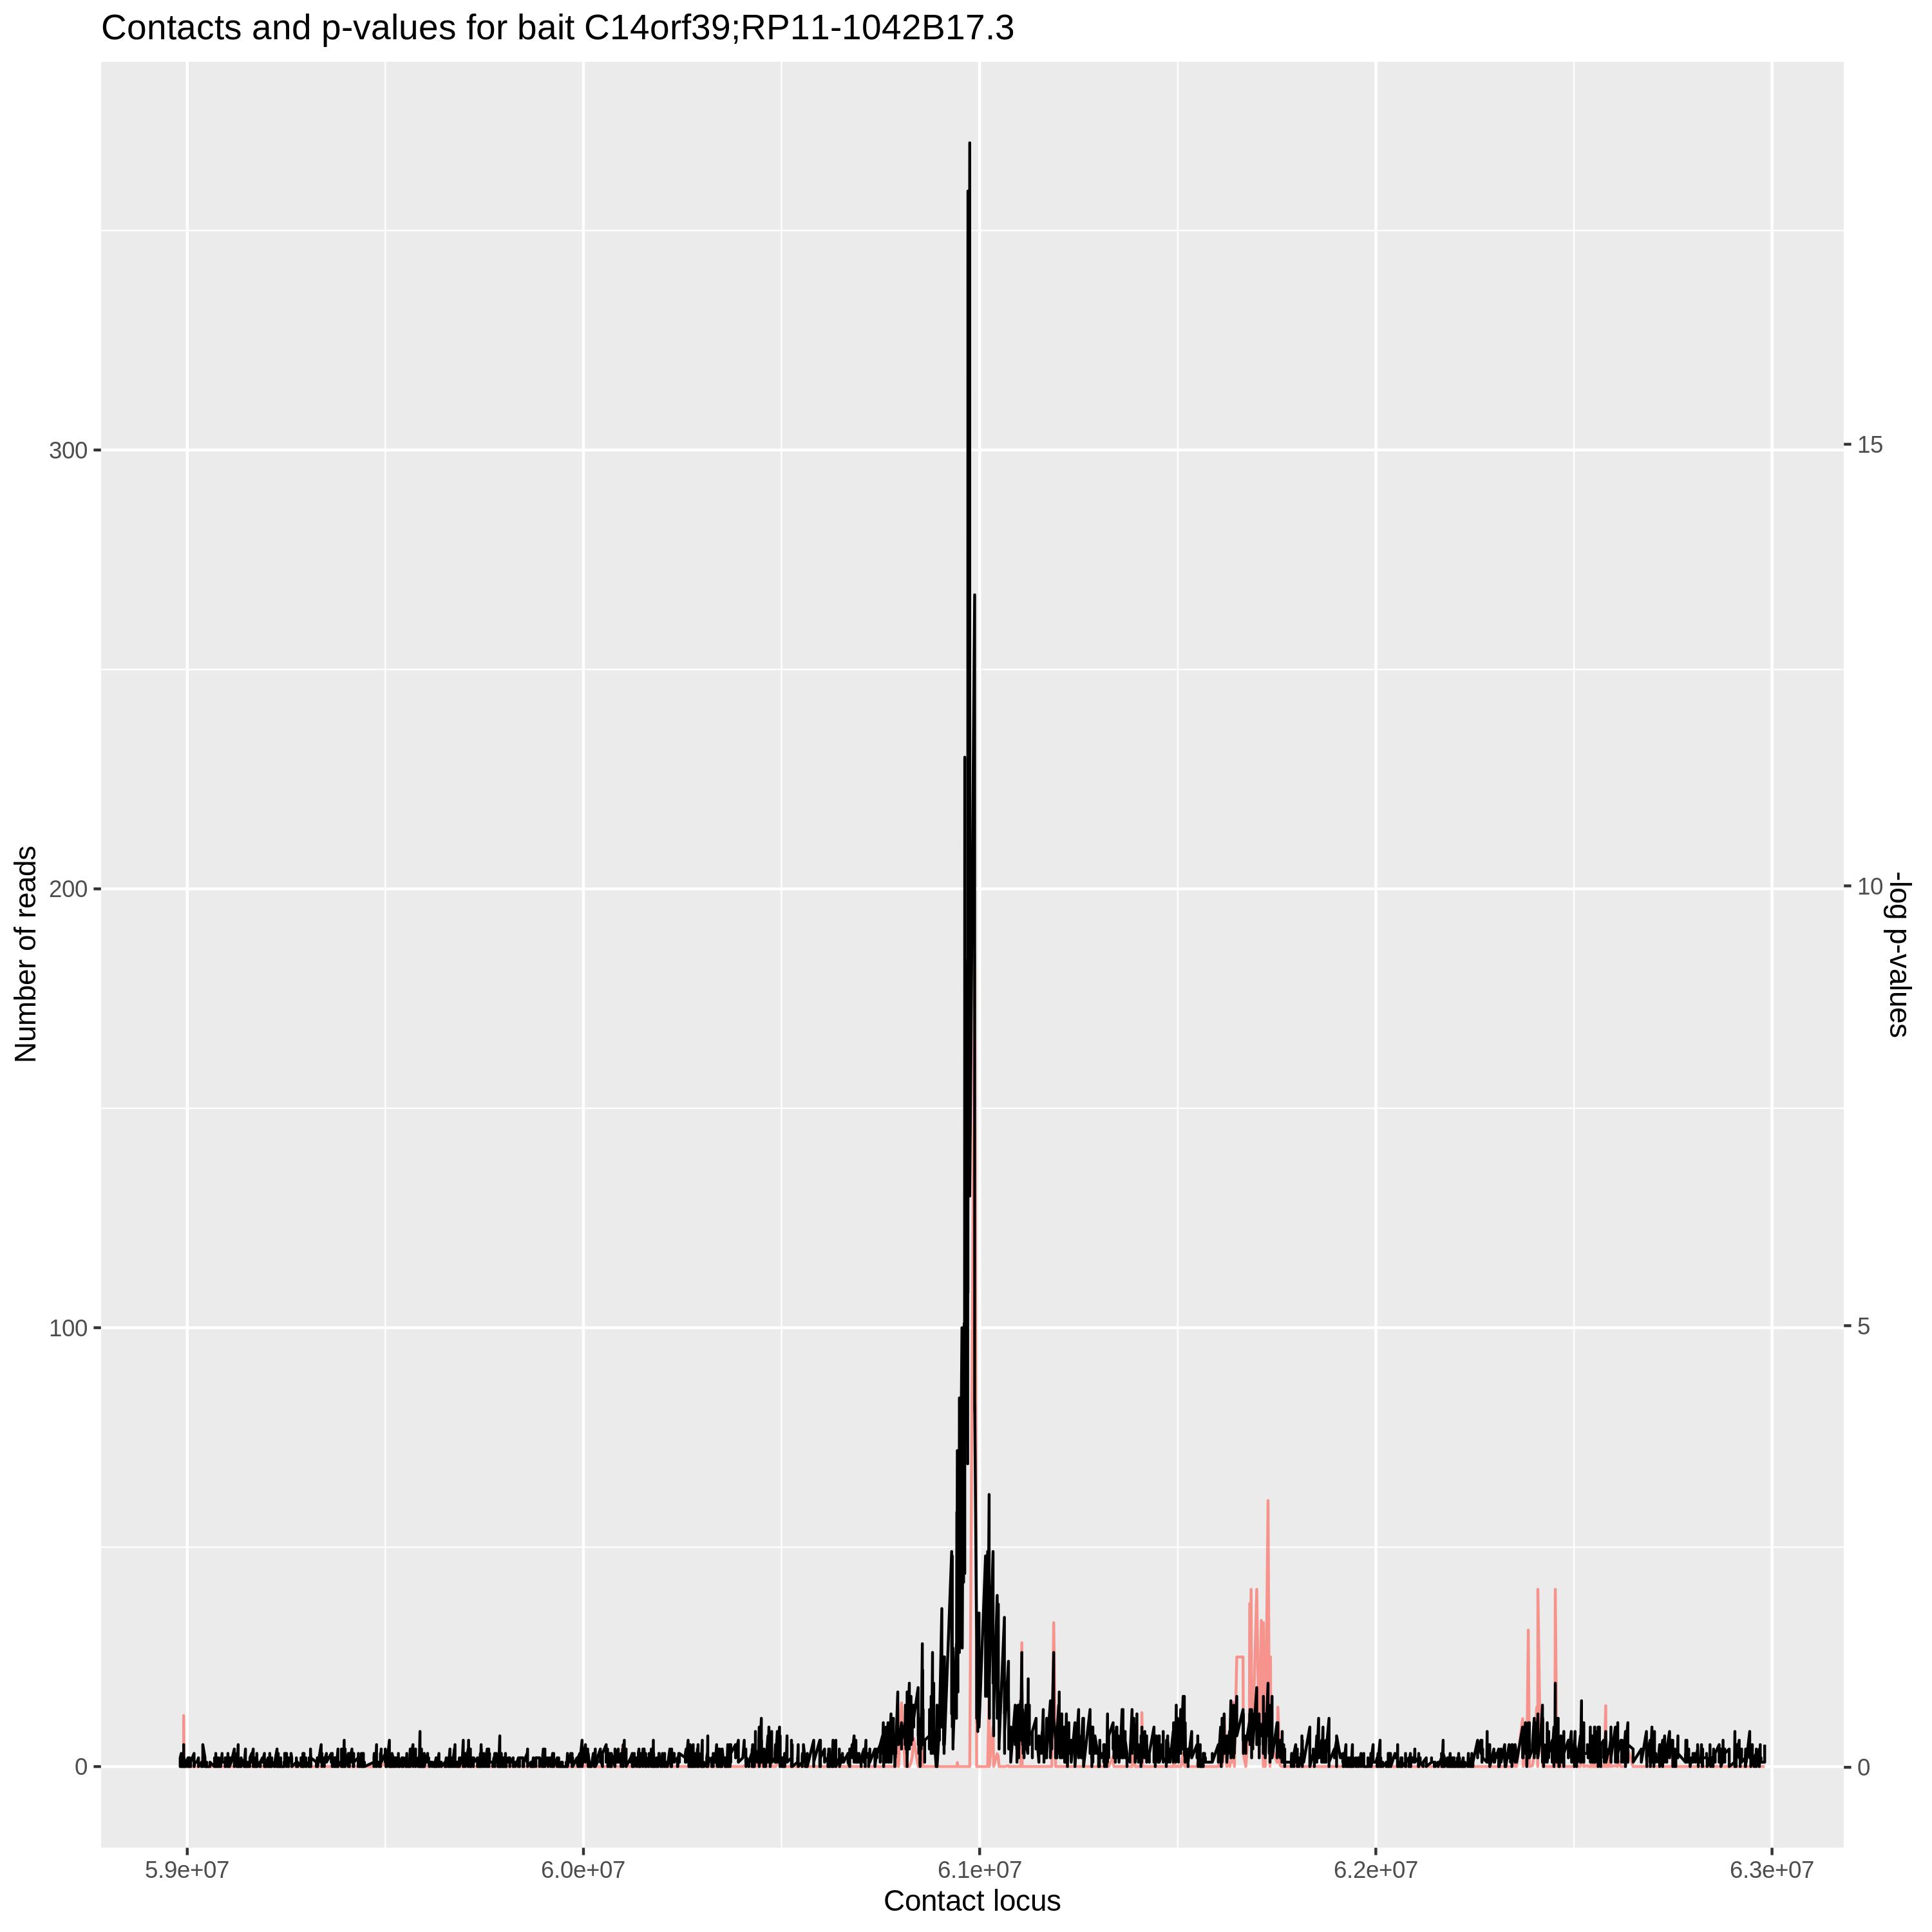 Contacts and p-values for bait C14orf39;RP11-1042B17.3
Number of reads
300
200
100
0
15
10
5
0
-log p-values
5.9e+07
6.0e+07
6.1e+07
6.2e+07
6.3e+07
Contact locus